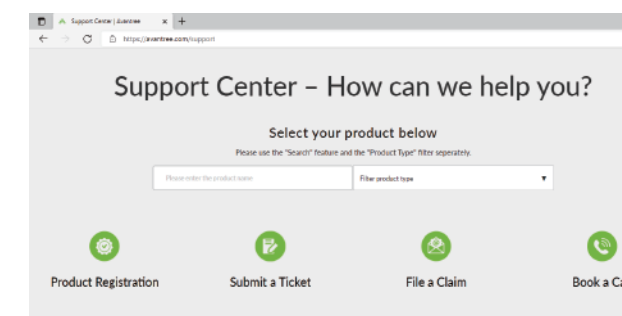 Support Center | Avantree
https://avantree.com/support
Support Center – How can we help you?
Select your product below
Please use the "Search" feature and the "Product Type" filter seperately.
Please enter the product name
Filter product type
Product Registration
Submit a Ticket
File a Claim
Book a Ca